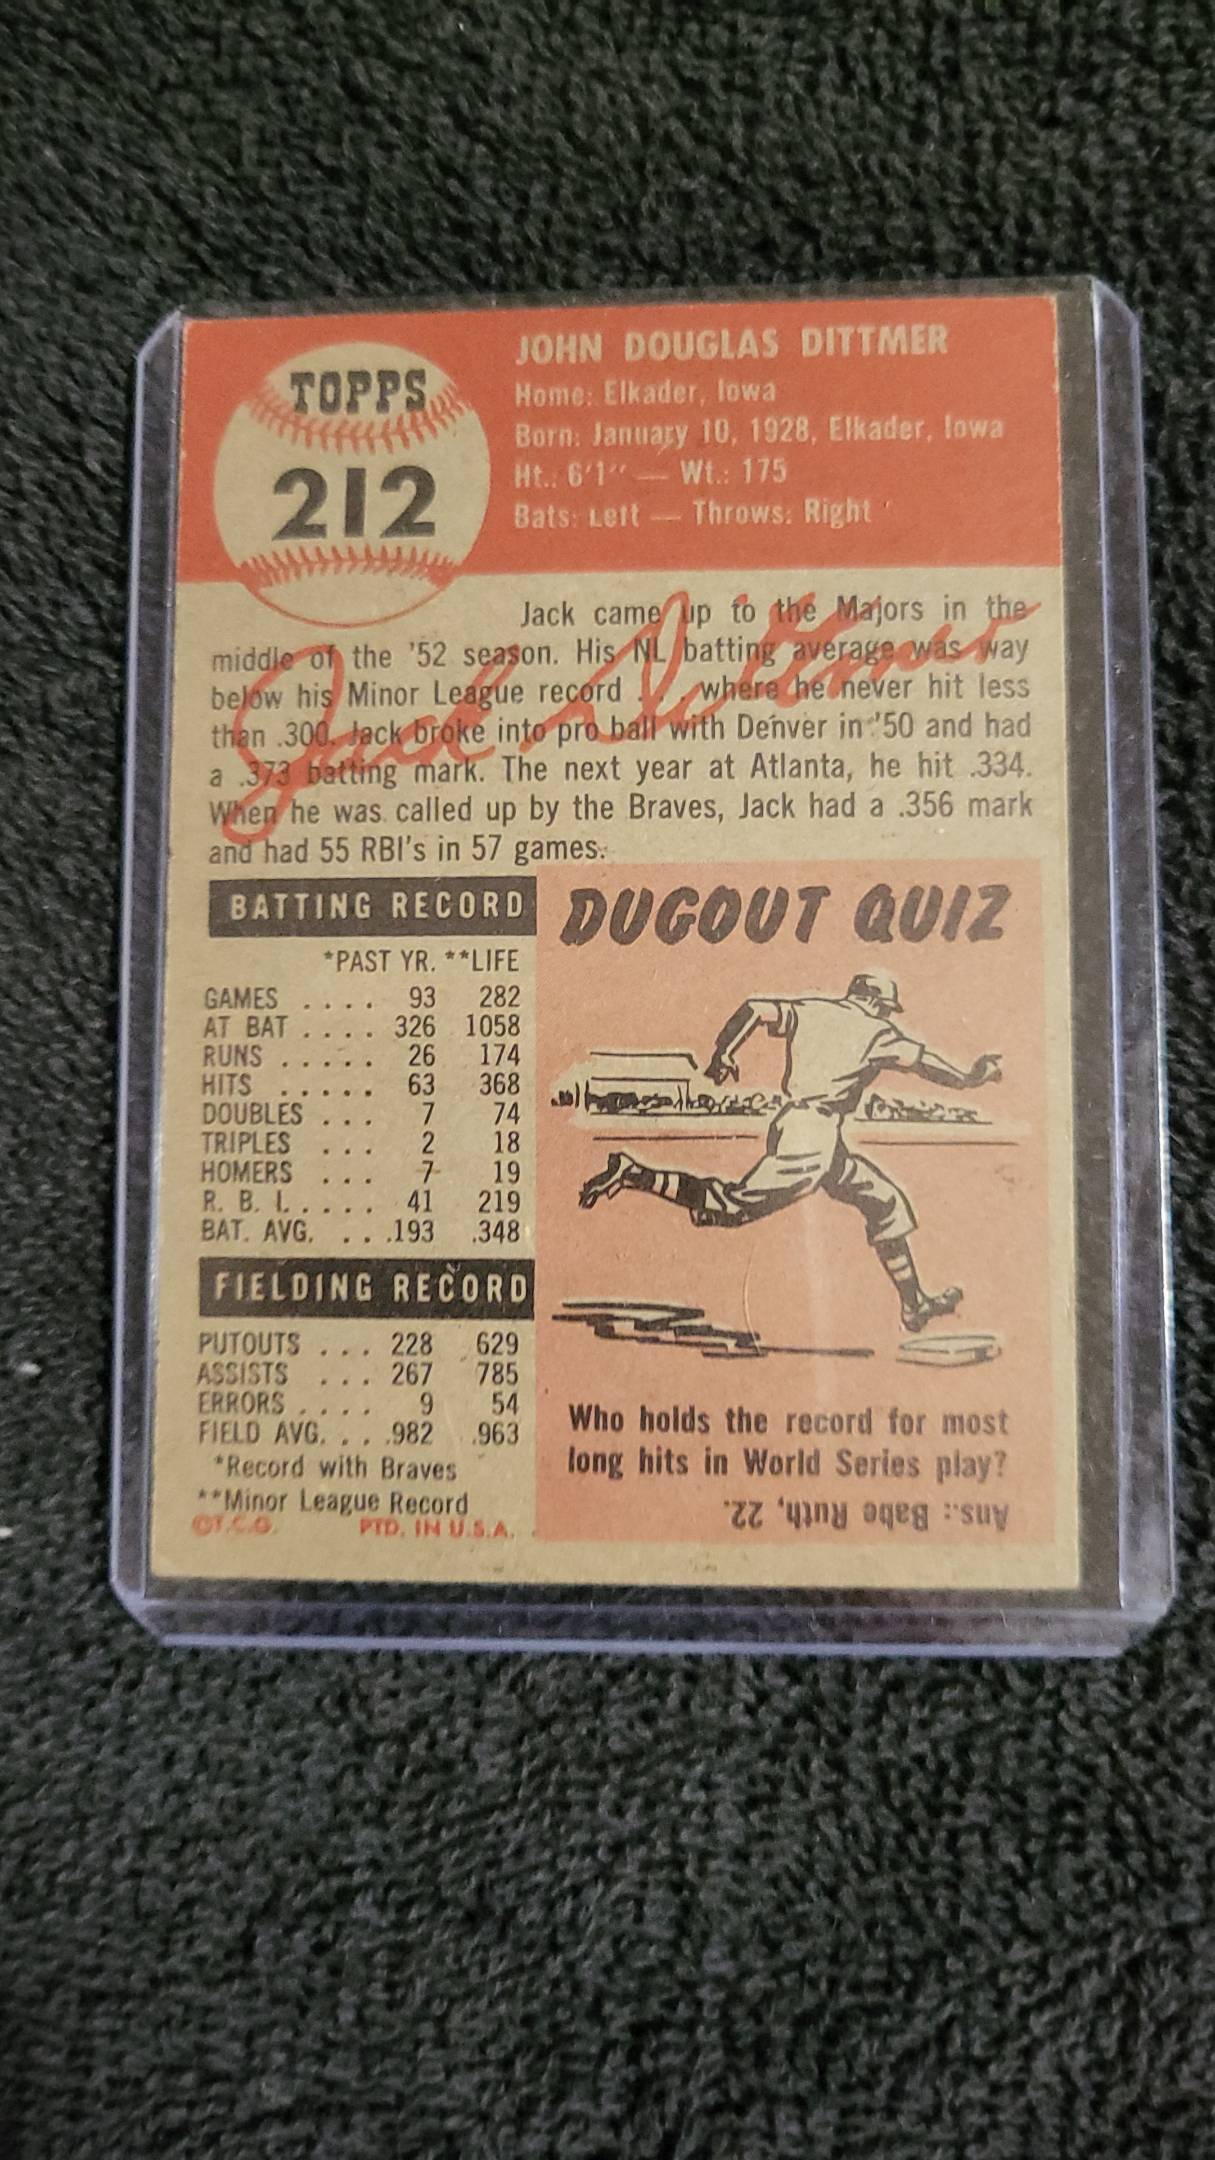 TOPPS
212
JOHN DOUGLAS DITTMER
Home: Elkader, Iowa
Born: January 10, 1928, Elkader, Iowa
Ht.: 6'1" — Wt.: 175
Bats: Left — Throws: Right
Jack came up to the Majors in the
middle of the '52 season. His NL batting average was way
below his Minor League record . . . where he never hit less
than .300. Jack broke into pro ball with Denver in '50 and had
a .373 batting mark. The next year at Atlanta, he hit .334.
When he was called up by the Braves, Jack had a .356 mark
and had 55 RBI's in 57 games.
Jack Dittmer
BATTING RECORD
*PAST YR. **LIFE
GAMES .... 93 282
AT BAT .... 326 1058
RUNS ..... 26 174
HITS ..... 63 368
DOUBLES ... 7 74
TRIPLES ... 2 18
HOMERS ... 7 19
R. B. I. .... 41 219
BAT. AVG. ... .193 .348
FIELDING RECORD
PUTOUTS ... 228 629
ASSISTS ... 267 785
ERRORS .... 9 54
FIELD AVG. ... .982 .963
*Record with Braves
**Minor League Record
©T.C.G. PTD. IN U.S.A.
DUGOUT QUIZ
Who holds the record for most
long hits in World Series play?
Ans.: Babe Ruth, 22.